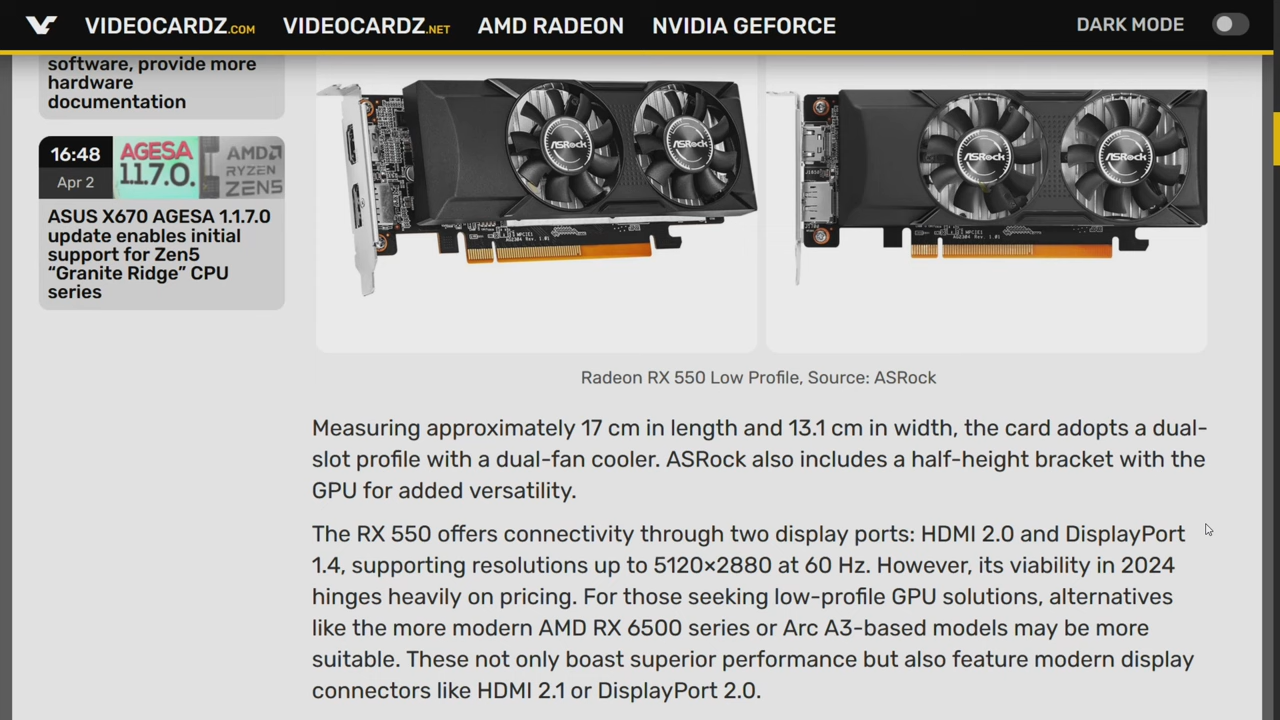 VIDEOCARDZ.COM
VIDEOCARDZ.NET
AMD RADEON
NVIDIA GEFORCE
DARK MODE
software, provide more
hardware
documentation
16:48
Apr 2
AGESA
1.1.7.0.
AMD
RYZEN
ZEN5
ASUS X670 AGESA 1.1.7.0
update enables initial
support for Zen5
“Granite Ridge” CPU
series
ASRock
ASRock
ASRock
ASRock
Radeon RX 550 Low Profile, Source: ASRock
Measuring approximately 17 cm in length and 13.1 cm in width, the card adopts a dual-
slot profile with a dual-fan cooler. ASRock also includes a half-height bracket with the
GPU for added versatility.
The RX 550 offers connectivity through two display ports: HDMI 2.0 and DisplayPort
1.4, supporting resolutions up to 5120×2880 at 60 Hz. However, its viability in 2024
hinges heavily on pricing. For those seeking low-profile GPU solutions, alternatives
like the more modern AMD RX 6500 series or Arc A3-based models may be more
suitable. These not only boast superior performance but also feature modern display
connectors like HDMI 2.1 or DisplayPort 2.0.